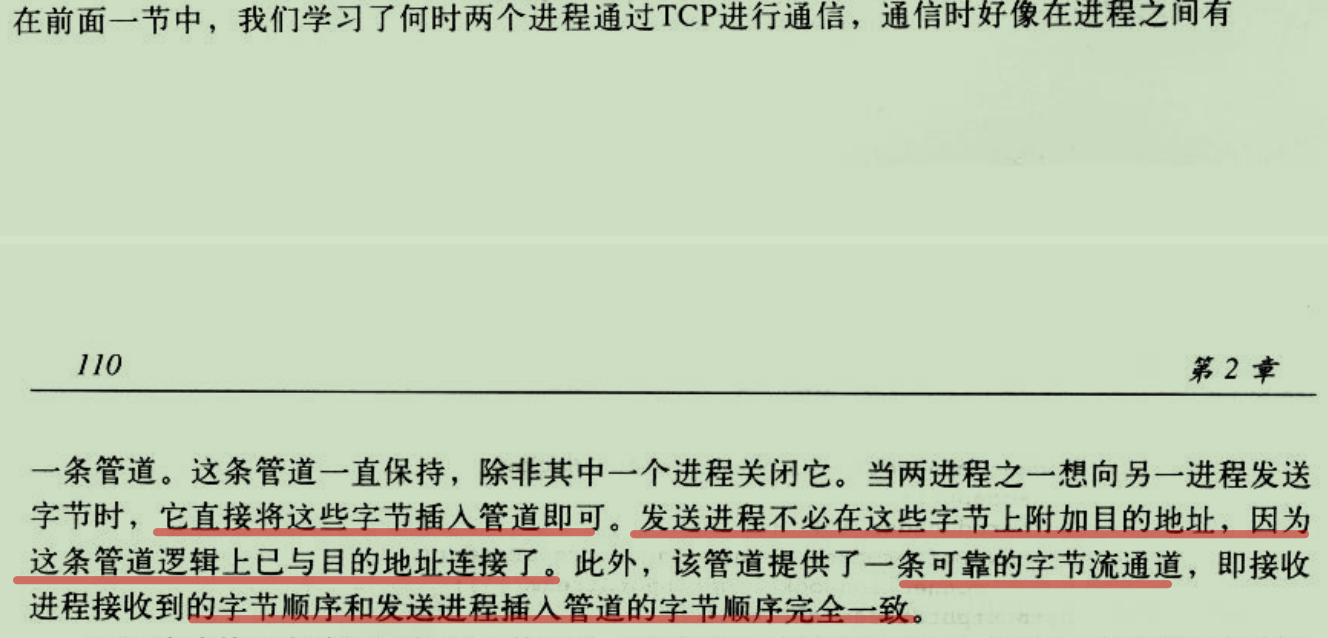 在前面一节中，我们学习了何时两个进程通过TCP进行通信，通信时好像在进程之间有
110
第 2 章
一条管道。这条管道一直保持，除非其中一个进程关闭它。当两进程之一想向另一进程发送
字节时，它直接将这些字节插入管道即可。发送进程不必在这些字节上附加目的地址，因为
这条管道逻辑上已与目的地址连接了。此外，该管道提供了一条可靠的字节流通道，即接收
进程接收到的字节顺序和发送进程插入管道的字节顺序完全一致。